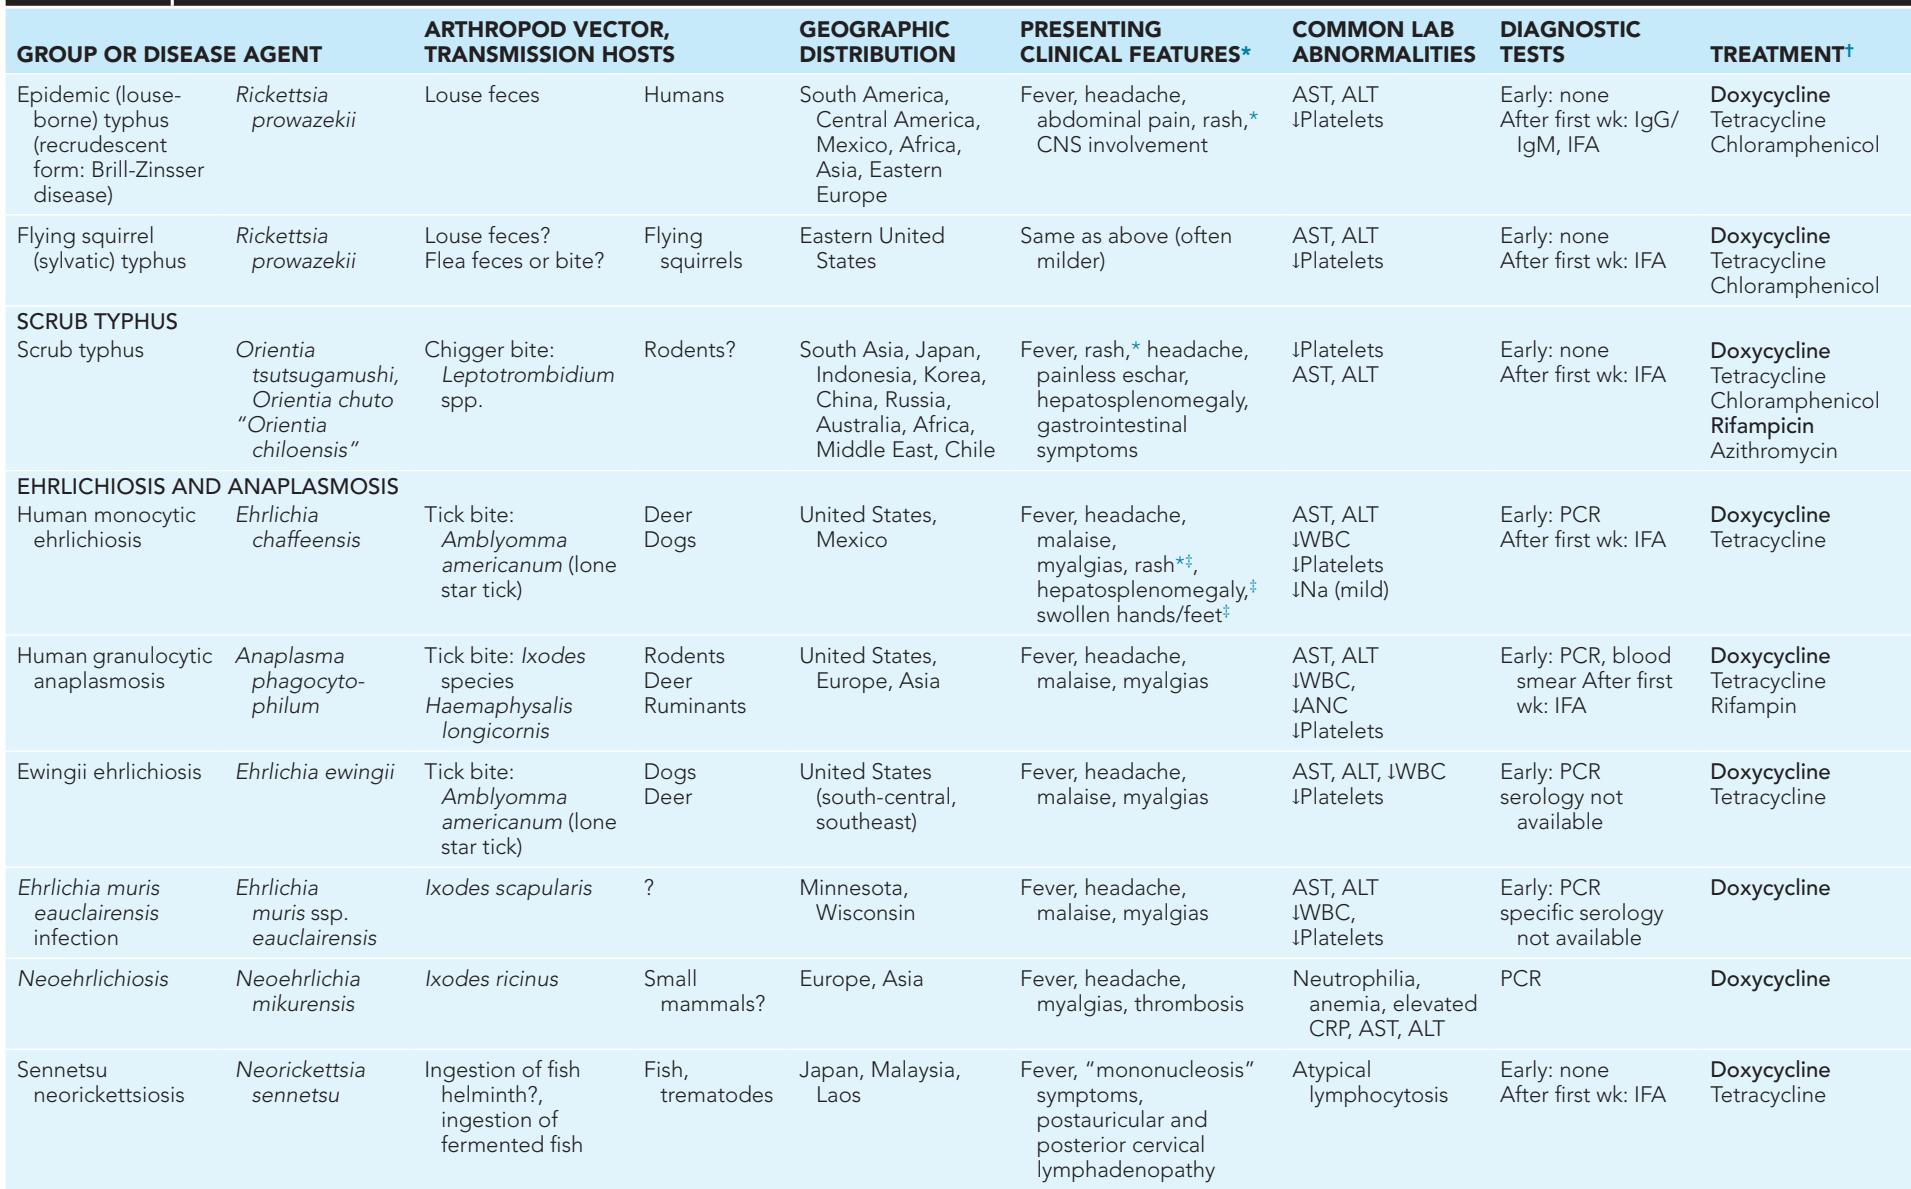 GROUP OR DISEASE AGENT
ARTHROPOD VECTOR,
TRANSMISSION HOSTS
GEOGRAPHIC
DISTRIBUTION
PRESENTING
CLINICAL FEATURES*
COMMON LAB
ABNORMALITIES
DIAGNOSTIC
TESTS
TREATMENT†
Epidemic (louse-
borne) typhus
(recrudescent
form: Brill-Zinsser
disease)
Rickettsia
prowazekii
Louse feces
Humans
South America,
Central America,
Mexico, Africa,
Asia, Eastern
Europe
Fever, headache,
abdominal pain, rash,*
CNS involvement
AST, ALT
↓Platelets
Early: none
After first wk: IgG/
IgM, IFA
Doxycycline
Tetracycline
Chloramphenicol
Flying squirrel
(sylvatic) typhus
Rickettsia
prowazekii
Louse feces?
Flea feces or bite?
Flying
squirrels
Eastern United
States
Same as above (often
milder)
AST, ALT
↓Platelets
Early: none
After first wk: IFA
Doxycycline
Tetracycline
Chloramphenicol
SCRUB TYPHUS
Scrub typhus
Orientia
tsutsugamushi,
Orientia chuto
"Orientia
chiloensis"
Chigger bite:
Leptotrombidium
spp.
Rodents?
South Asia, Japan,
Indonesia, Korea,
China, Russia,
Australia, Africa,
Middle East, Chile
Fever, rash,* headache,
painless eschar,
hepatosplenomegaly,
gastrointestinal
symptoms
↓Platelets
AST, ALT
Early: none
After first wk: IFA
Doxycycline
Tetracycline
Chloramphenicol
Rifampicin
Azithromycin
EHRLICHIOSIS AND ANAPLASMOSIS
Human monocytic
ehrlichiosis
Ehrlichia
chaffeensis
Tick bite:
Amblyomma
americanum (lone
star tick)
Deer
Dogs
United States,
Mexico
Fever, headache,
malaise,
myalgias, rash*‡,
hepatosplenomegaly,‡
swollen hands/feet‡
AST, ALT
↓WBC
↓Platelets
↓Na (mild)
Early: PCR
After first wk: IFA
Doxycycline
Tetracycline
Human granulocytic
anaplasmosis
Anaplasma
phagocyto-
philum
Tick bite: Ixodes
species
Haemaphysalis
longicornis
Rodents
Deer
Ruminants
United States,
Europe, Asia
Fever, headache,
malaise, myalgias
AST, ALT
↓WBC,
↓ANC
↓Platelets
Early: PCR, blood
smear After first
wk: IFA
Doxycycline
Tetracycline
Rifampin
Ewingii ehrlichiosis
Ehrlichia ewingii
Tick bite:
Amblyomma
americanum (lone
star tick)
Dogs
Deer
United States
(south-central,
southeast)
Fever, headache,
malaise, myalgias
AST, ALT, ↓WBC
↓Platelets
Early: PCR
serology not
available
Doxycycline
Tetracycline
Ehrlichia muris
eauclairensis
infection
Ehrlichia
muris ssp.
eauclairensis
Ixodes scapularis
?
Minnesota,
Wisconsin
Fever, headache,
malaise, myalgias
AST, ALT
↓WBC,
↓Platelets
Early: PCR
specific serology
not available
Doxycycline
Neoehrlichiosis
Neoehrlichia
mikurensis
Ixodes ricinus
Small
mammals?
Europe, Asia
Fever, headache,
myalgias, thrombosis
Neutrophilia,
anemia, elevated
CRP, AST, ALT
PCR
Doxycycline
Sennetsu
neorickettsiosis
Neorickettsia
sennetsu
Ingestion of fish
helminth?,
ingestion of
fermented fish
Fish,
trematodes
Japan, Malaysia,
Laos
Fever, "mononucleosis"
symptoms,
postauricular and
posterior cervical
lymphadenopathy
Atypical
lymphocytosis
Early: none
After first wk: IFA
Doxycycline
Tetracycline